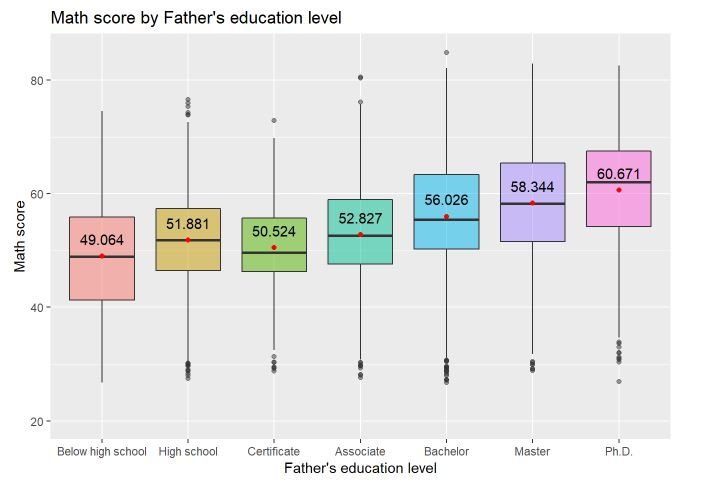 Math score by Father's education level
Math score
80
60
40
20
49.064
51.881
50.524
52.827
56.026
58.344
60.671
Below high school
High school
Certificate
Associate
Bachelor
Master
Ph.D.
Father's education level